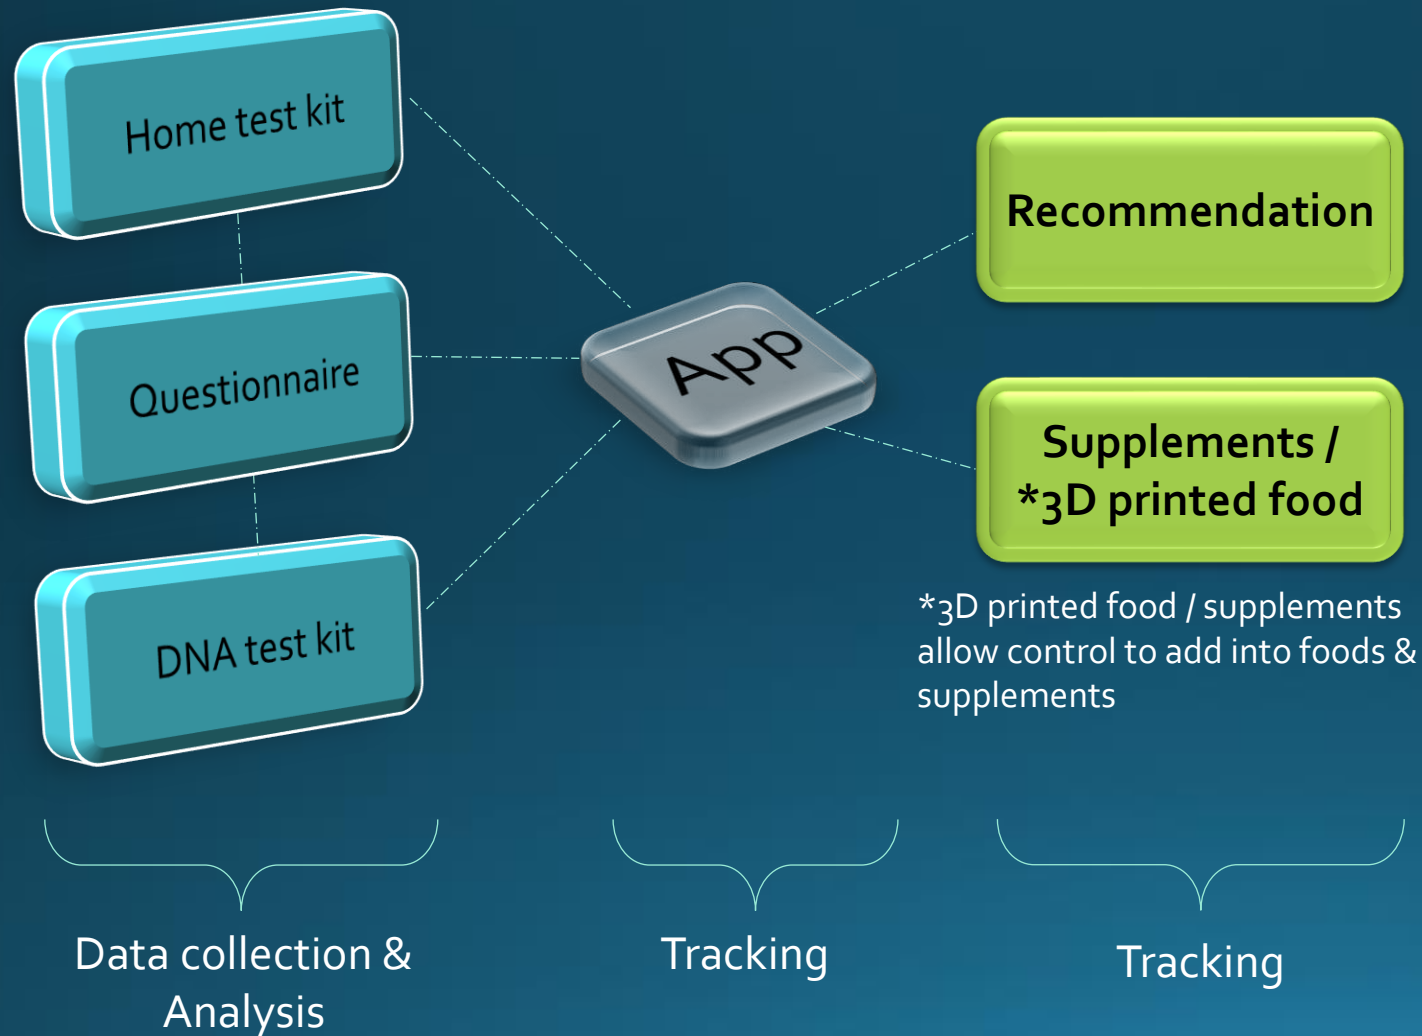 Home test kit
Questionnaire
DNA test kit
App
Recommendation
Supplements /
*3D printed food
*3D printed food / supplements
allow control to add into foods &
supplements
Data collection &
Analysis
Tracking
Tracking